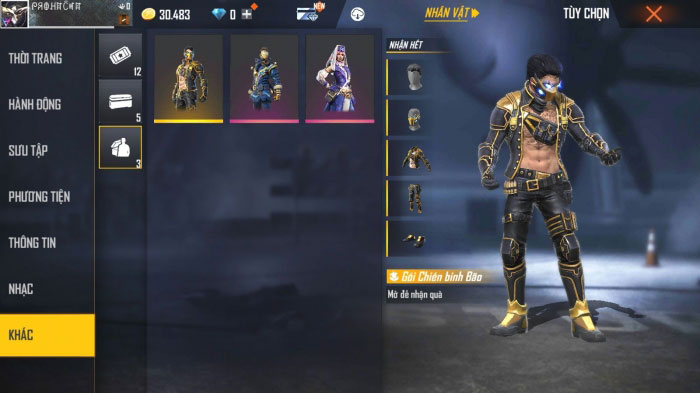 0
30.483
0
NEW
NHÂN VẬT
TÙY CHỌN
THỜI TRANG
HÀNH ĐỘNG
SƯU TẬP
PHƯƠNG TIỆN
THÔNG TIN
NHẠC
KHÁC
12
5
3
NHẬN HẾT
Gói Chiến binh Bão
Mở để nhận quà